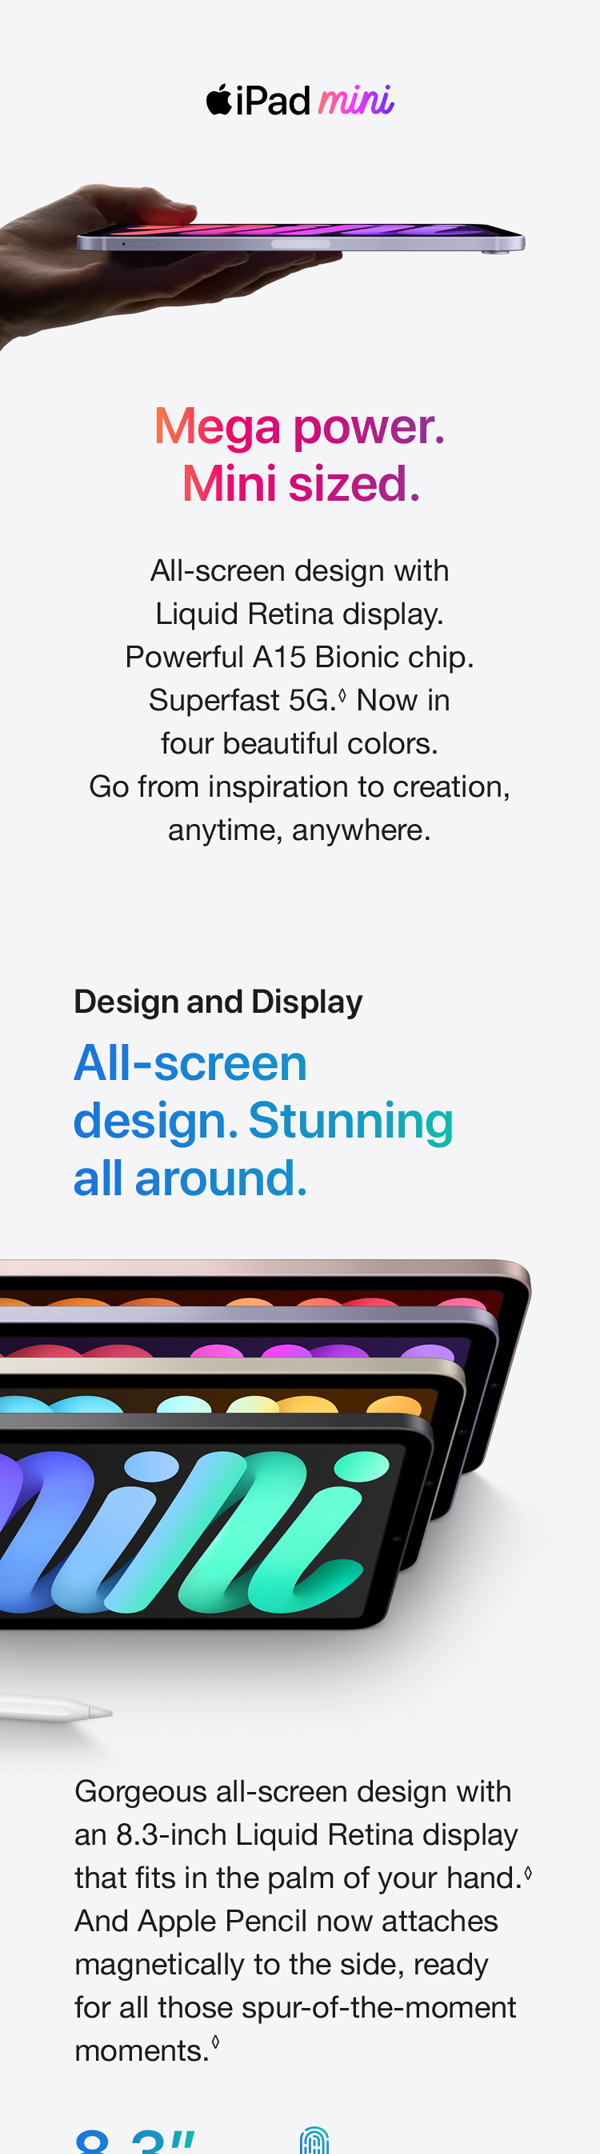 iPad mini
Mega power.
Mini sized.
All-screen design with
Liquid Retina display.
Powerful A15 Bionic chip.
Superfast 5G.◊ Now in
four beautiful colors.
Go from inspiration to creation,
anytime, anywhere.
Design and Display
All-screen
design. Stunning
all around.
mini
Gorgeous all-screen design with
an 8.3-inch Liquid Retina display
that fits in the palm of your hand.◊
And Apple Pencil now attaches
magnetically to the side, ready
for all those spur-of-the-moment
moments.◊
8.3″